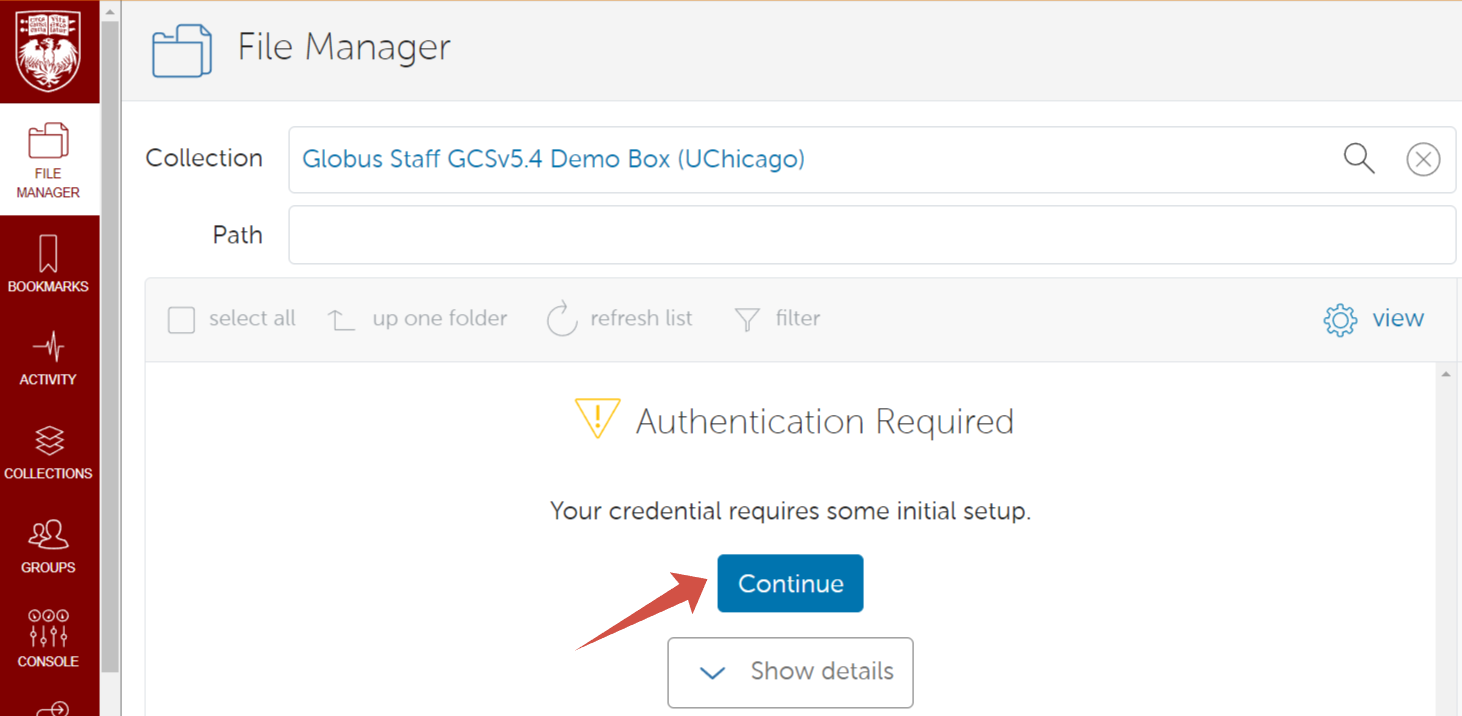 File Manager
FILE
MANAGER
BOOKMARKS
ACTIVITY
COLLECTIONS
GROUPS
CONSOLE
Collection
Globus Staff GCSv5.4 Demo Box (UChicago)
Path
select all
up one folder
refresh list
filter
view
Authentication Required
Your credential requires some initial setup.
Continue
Show details